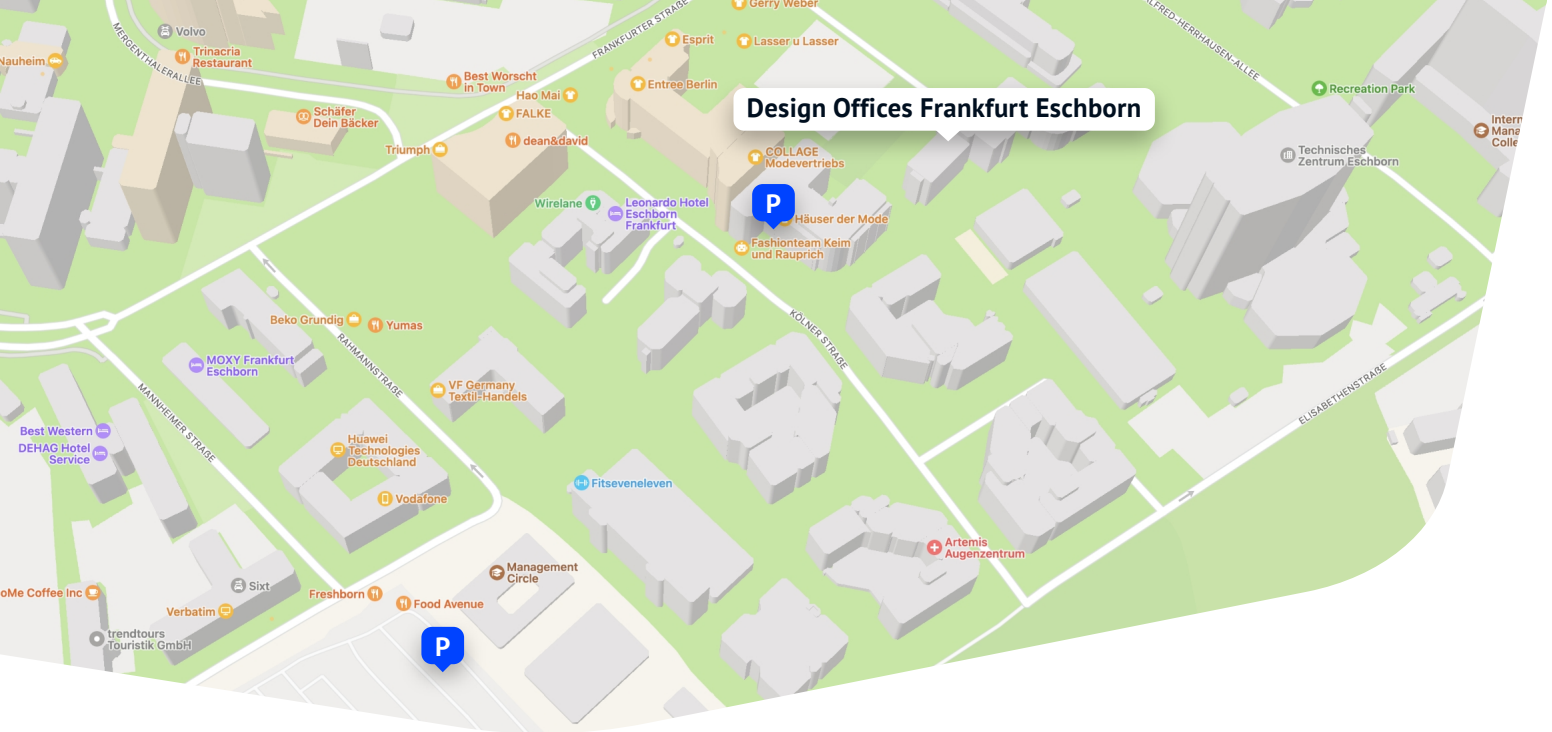 Gerry Weber
Volvo
FRANKFURTER STRAßE
MERGENTHALERALLEE
Esprit
Lasser u Lasser
Trinacria
Restaurant
Nauheim
Best Worscht
in Town
Entree Berlin
Recreation Park
Hao Mai
Design Offices Frankfurt Eschborn
Schäfer
Dein Bäcker
FALKE
dean&david
Triumph
COLLAGE
Modevertriebs
Technisches
Zentrum Eschborn
Wirelane
Leonardo Hotel
Eschborn
Frankfurt
P
Häuser der Mode
Fashionteam Keim
und Rauprich
Beko Grundig
Yumas
KÖLNER STRAßE
RAHMANNSTRAßE
MOXY Frankfurt
Eschborn
MANNHEIMER STRAßE
VF Germany
Textil-Handels
ELISABETHENSTRAßE
Best Western
DEHAG Hotel
Service
Huawei
Technologies
Deutschland
Vodafone
Fitseveneleven
Artemis
Augenzentrum
Management
Circle
Sixt
Freshborn
Food Avenue
oMe Coffee Inc
Verbatim
trendtours
Touristik GmbH
P